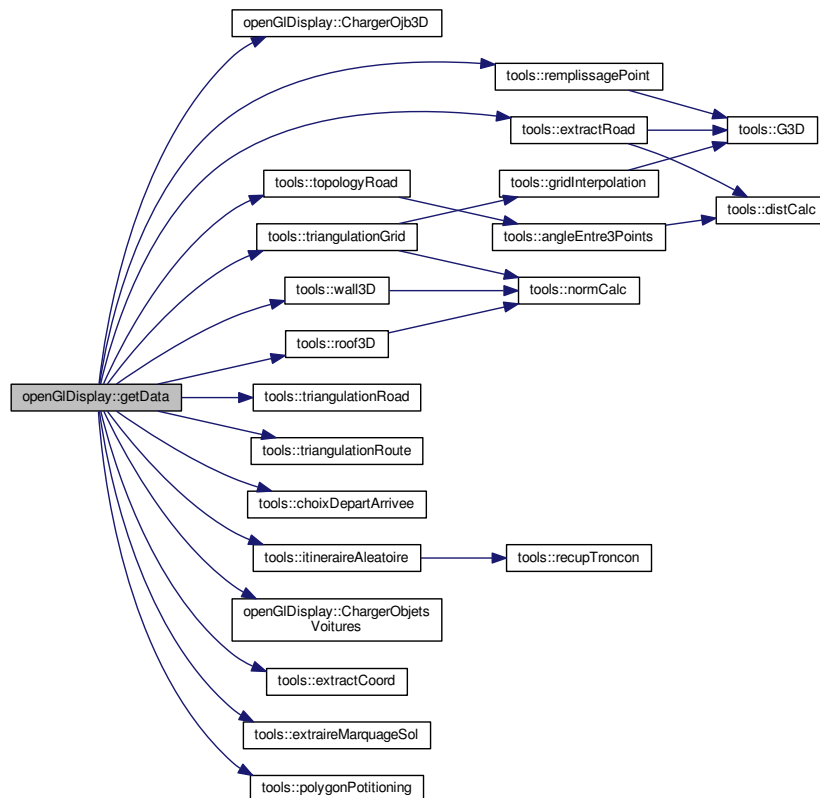 openGlDisplay::ChargerOjb3D
tools::remplissagePoint
tools::extractRoad
tools::G3D
tools::topologyRoad
tools::gridInterpolation
tools::distCalc
tools::triangulationGrid
tools::angleEntre3Points
tools::wall3D
tools::normCalc
tools::roof3D
openGlDisplay::getData
tools::triangulationRoad
tools::triangulationRoute
tools::choixDepartArrivee
tools::itineraireAleatoire
tools::recupTroncon
openGlDisplay::ChargerObjets
Voitures
tools::extractCoord
tools::extraireMarquageSol
tools::polygonPotitioning